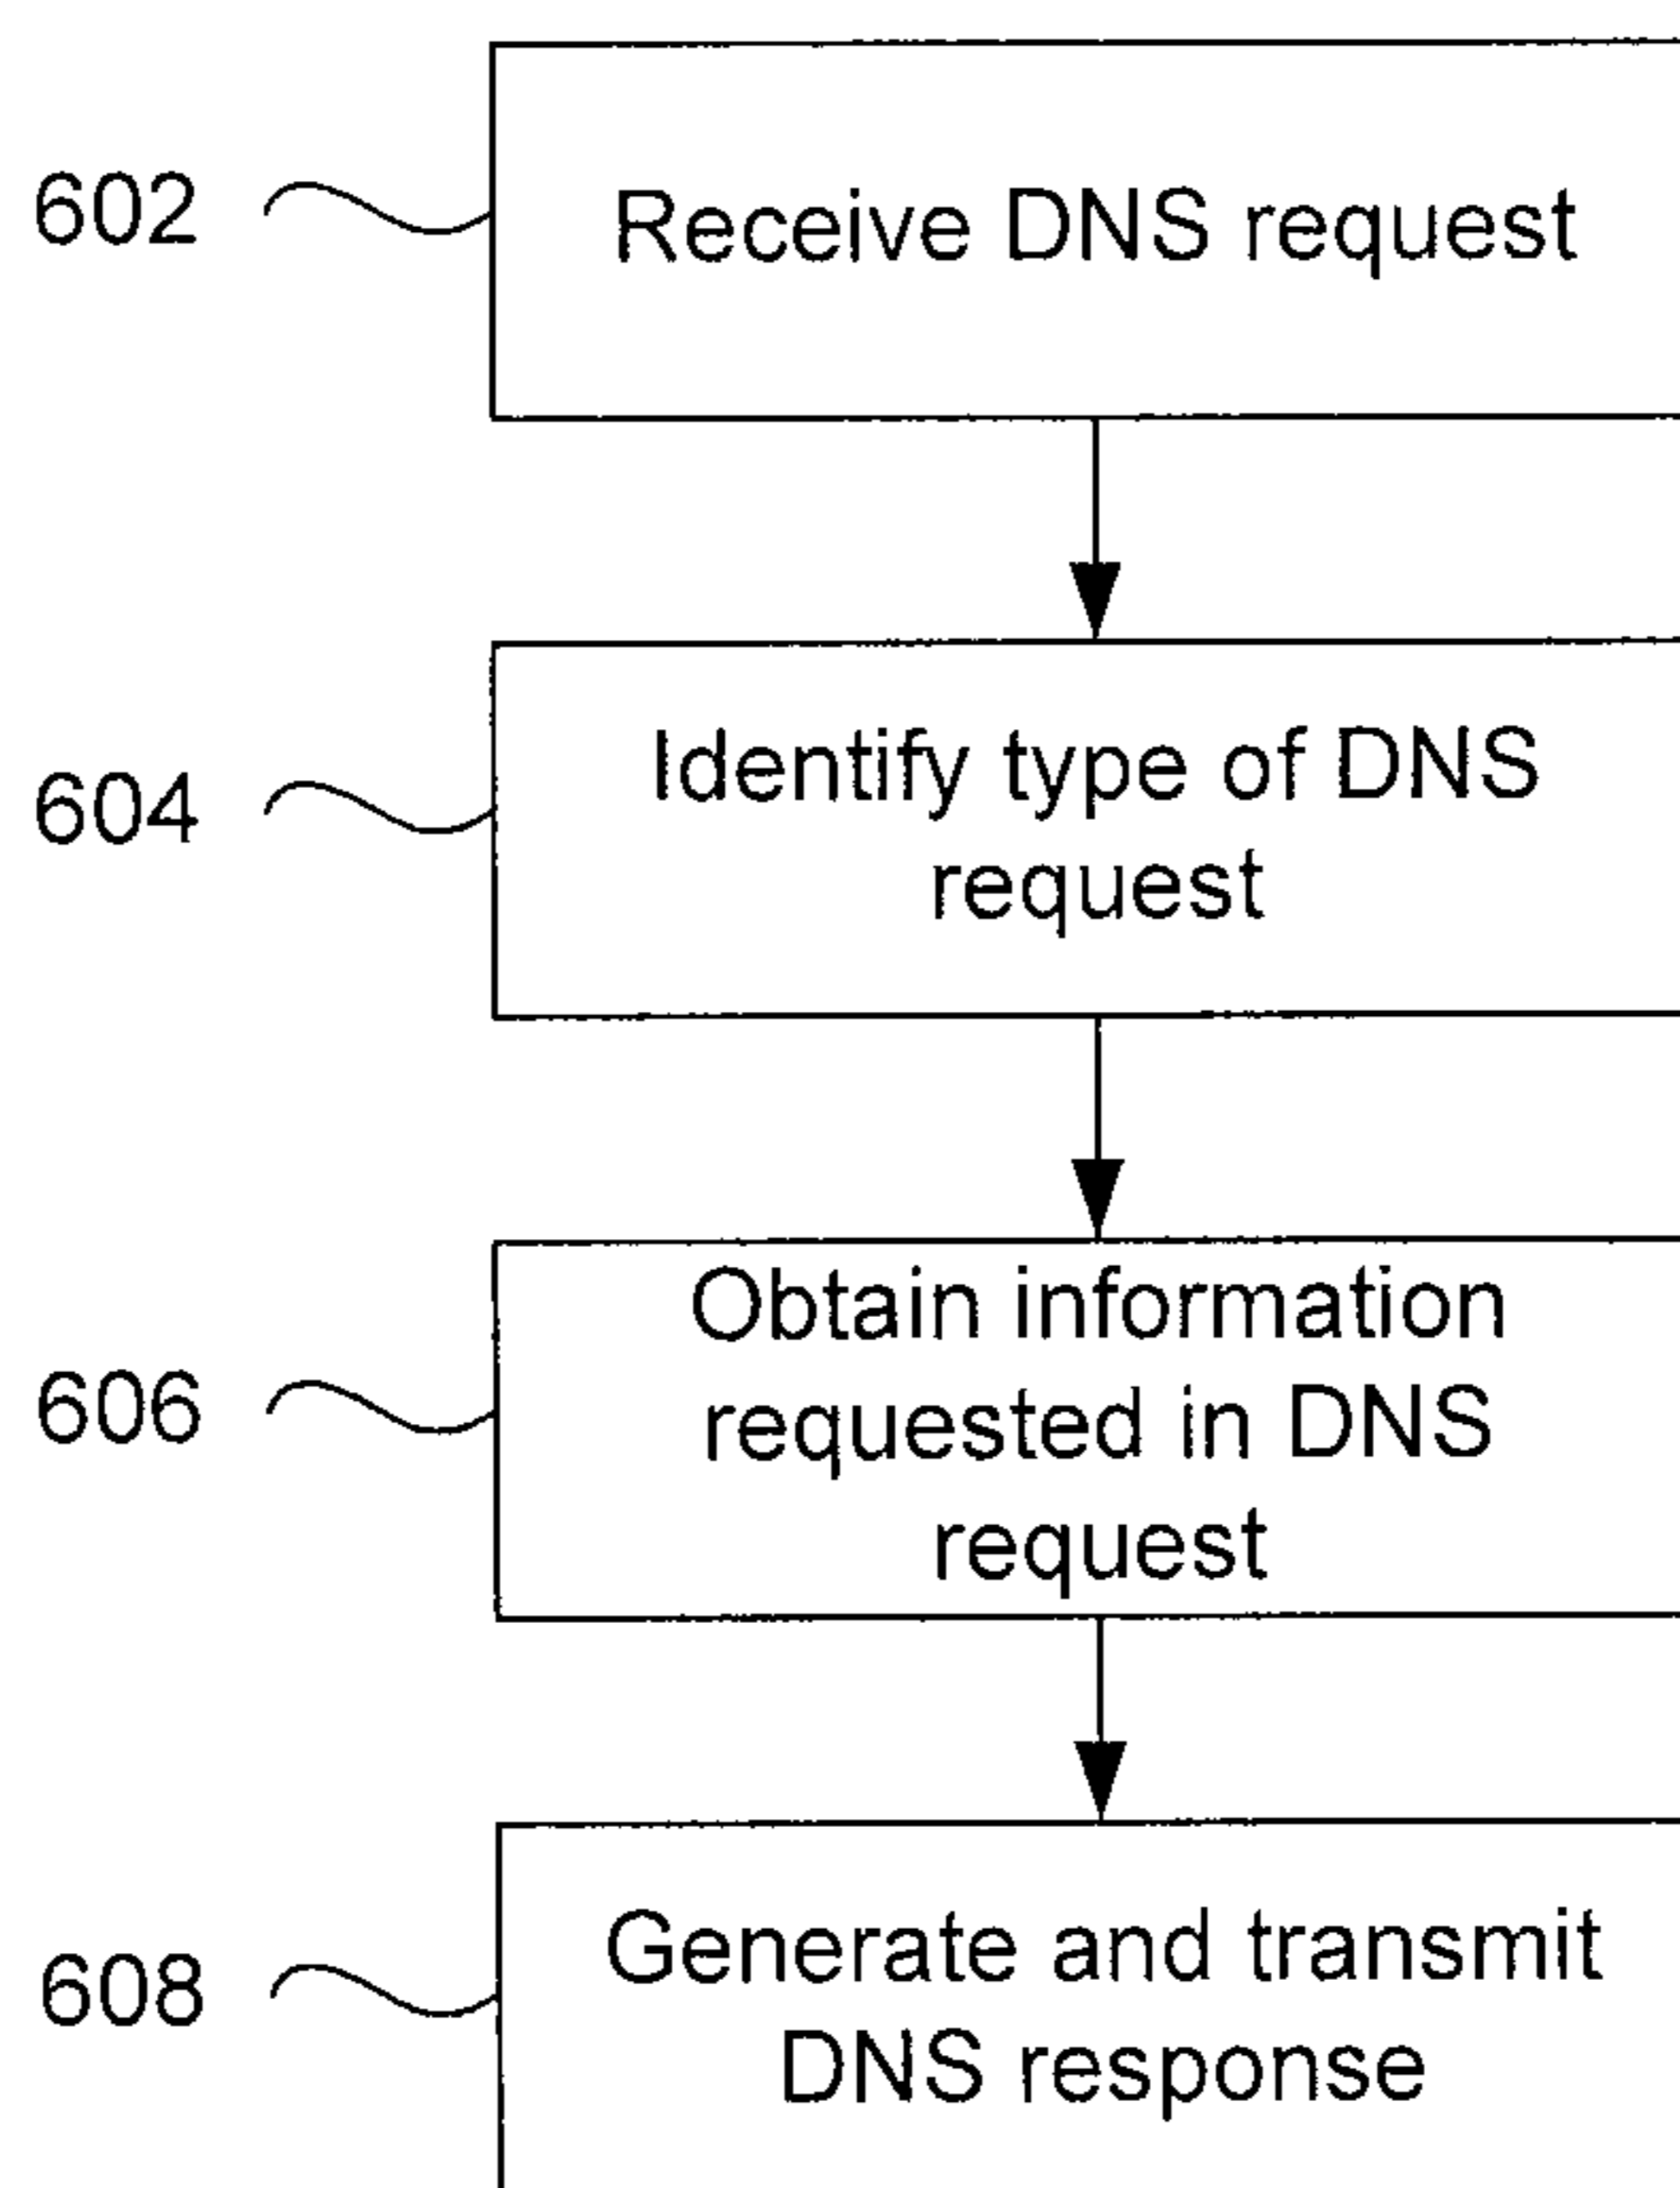 602
Receive DNS request
604
Identify type of DNS
request
606
Obtain information
requested in DNS
request
608
Generate and transmit
DNS response